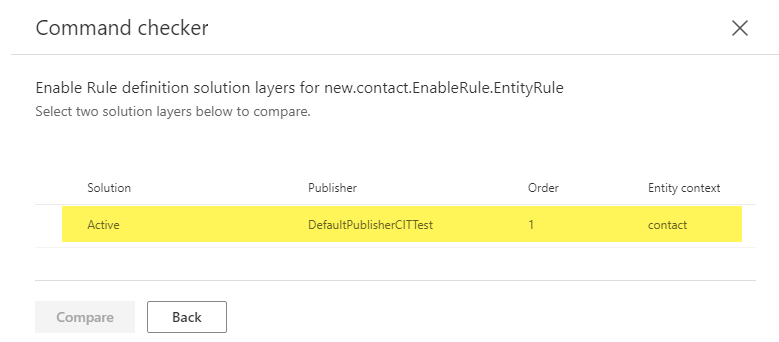 Command checker
Enable Rule definition solution layers for new.contact.EnableRule.EntityRule
Select two solution layers below to compare.
Solution Publisher Order Entity context
Active DefaultPublisherCITTest 1 contact
Compare Back